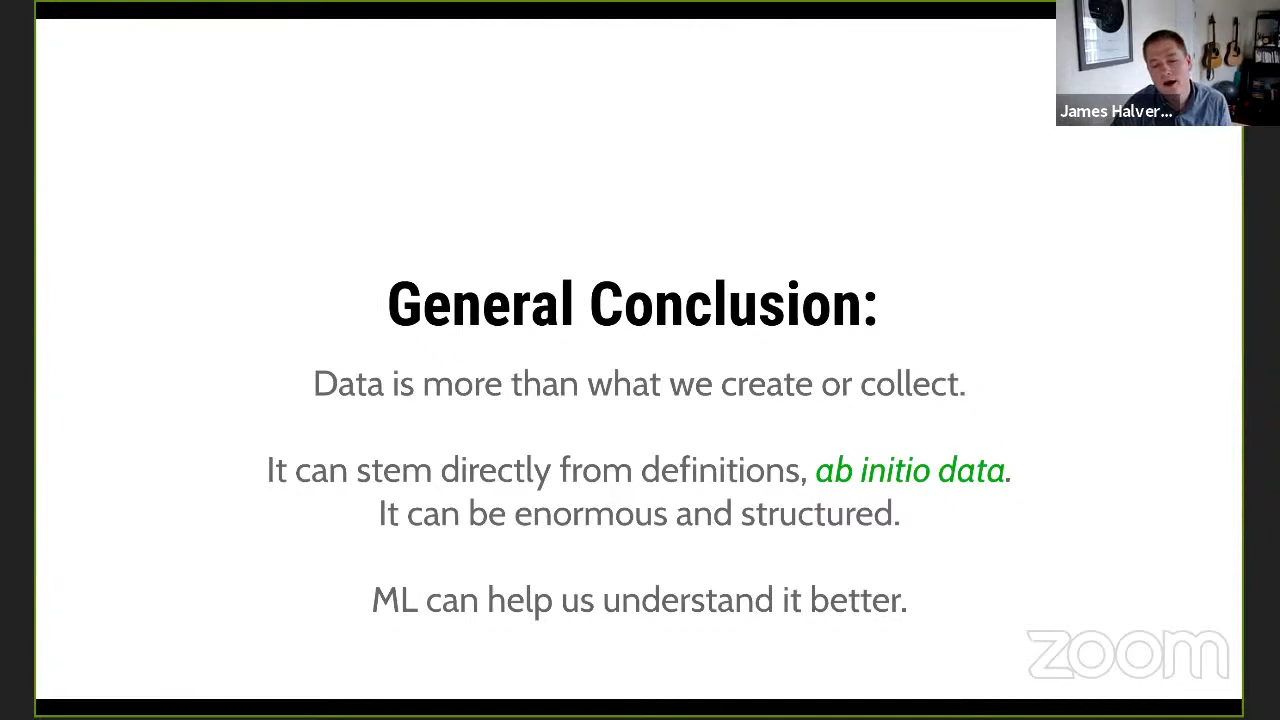 James Halver...
General Conclusion:
Data is more than what we create or collect.
It can stem directly from definitions, ab initio data.
It can be enormous and structured.
ML can help us understand it better.
zoom